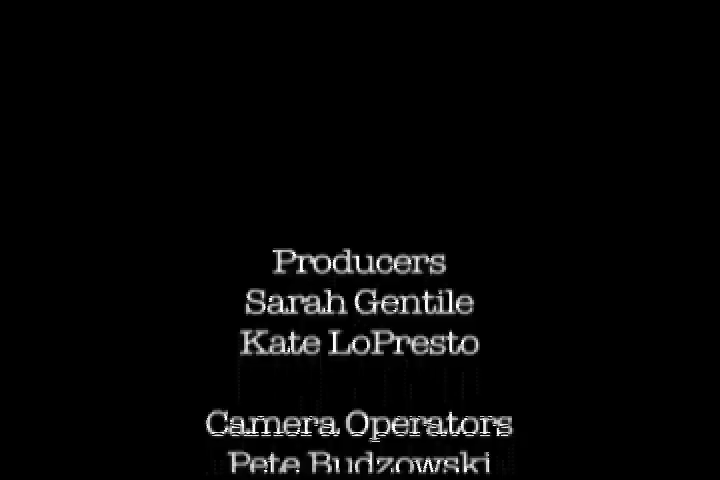 Producers
Sarah Gentile
Kate LoPresto
Camera Operators
Pete Budzowski